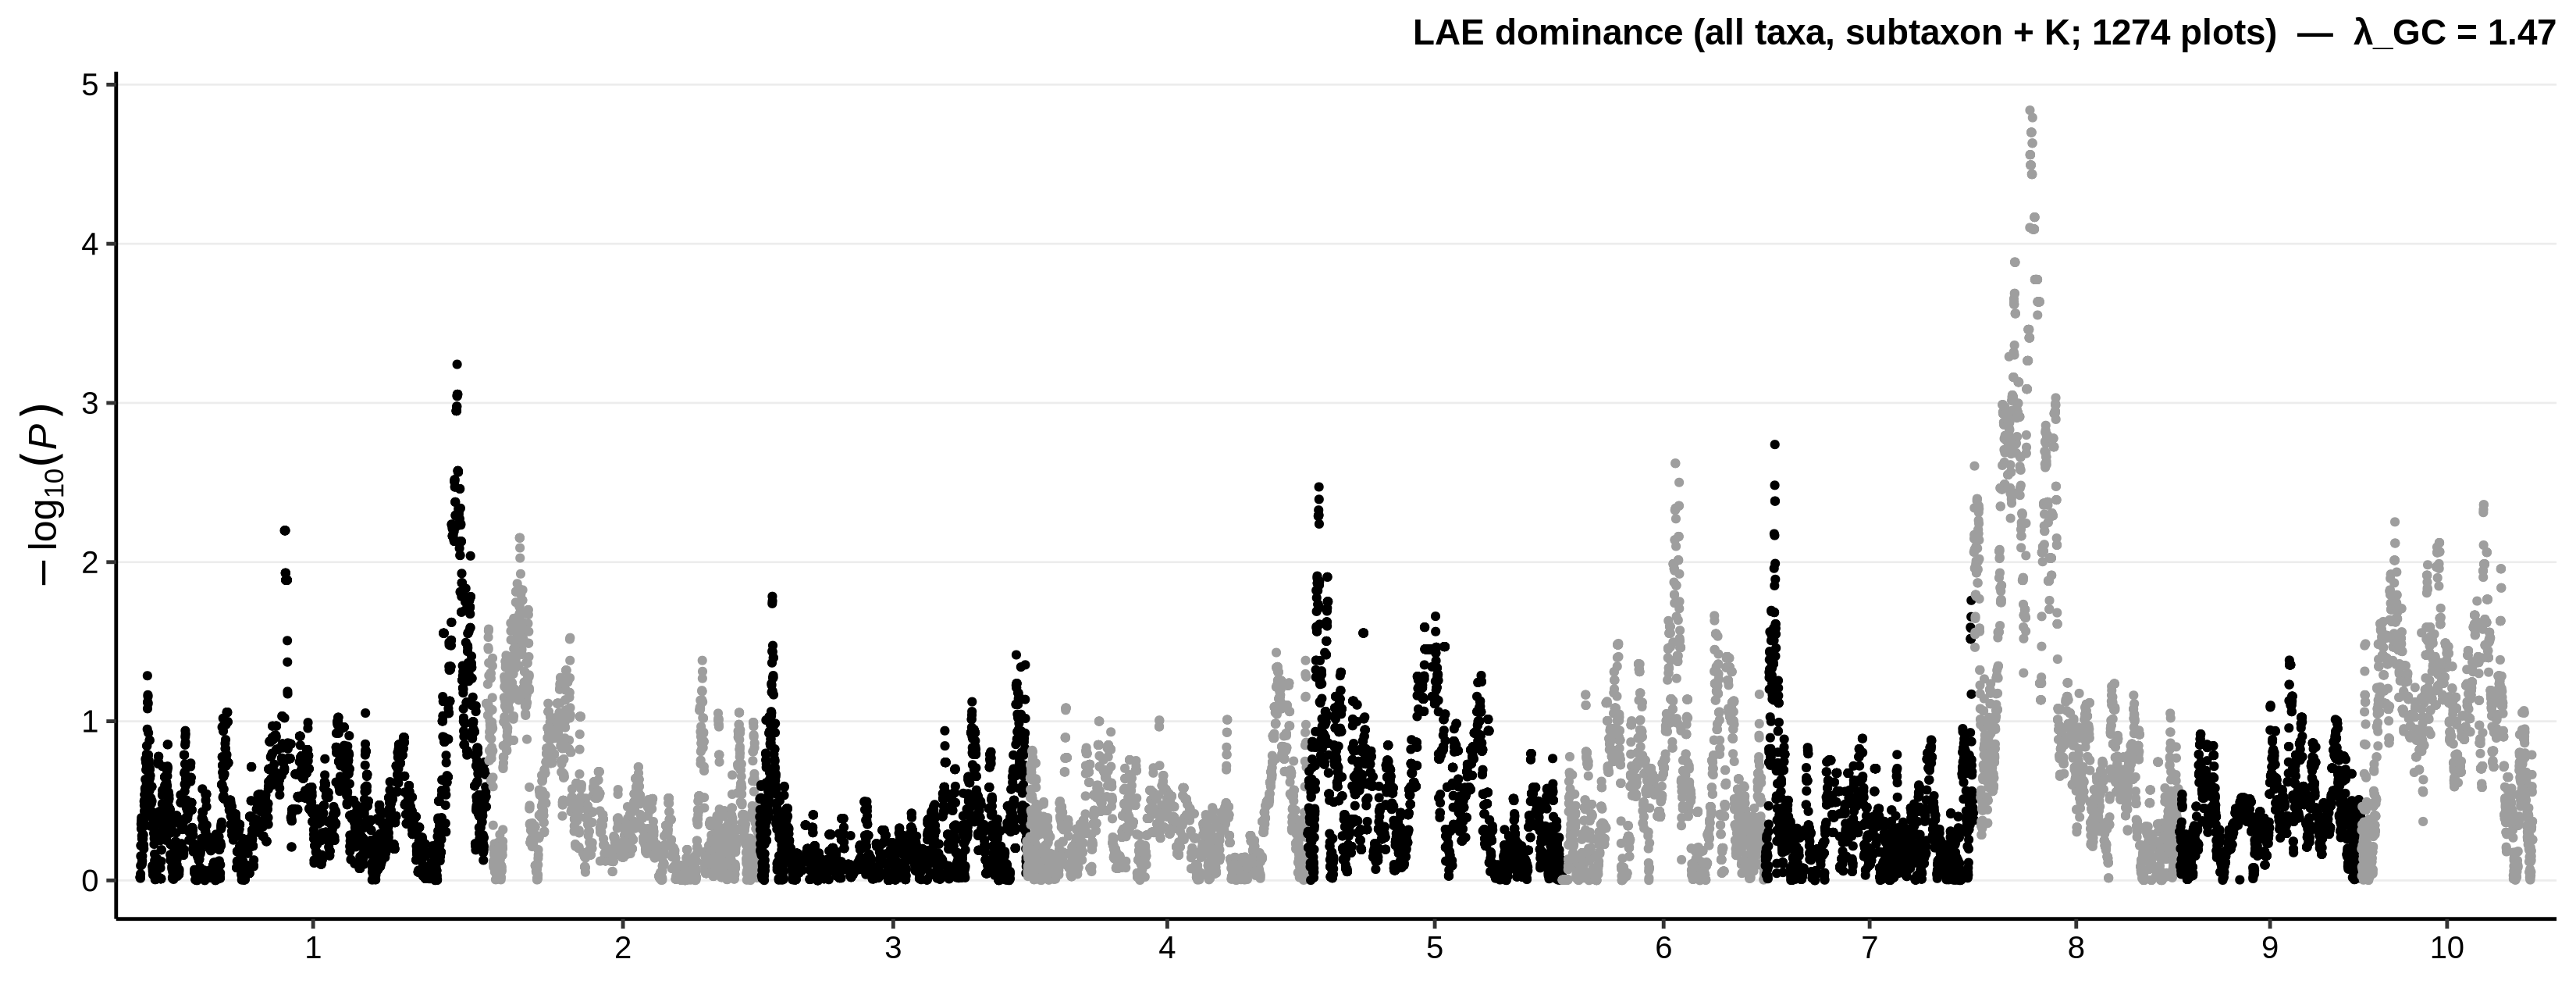 LAE dominance (all taxa, subtaxon + K; 1274 plots) — λ_GC = 1.47
5
4
3
2
1
0
− log10(P)
1 2 3 4 5 6 7 8 9 10